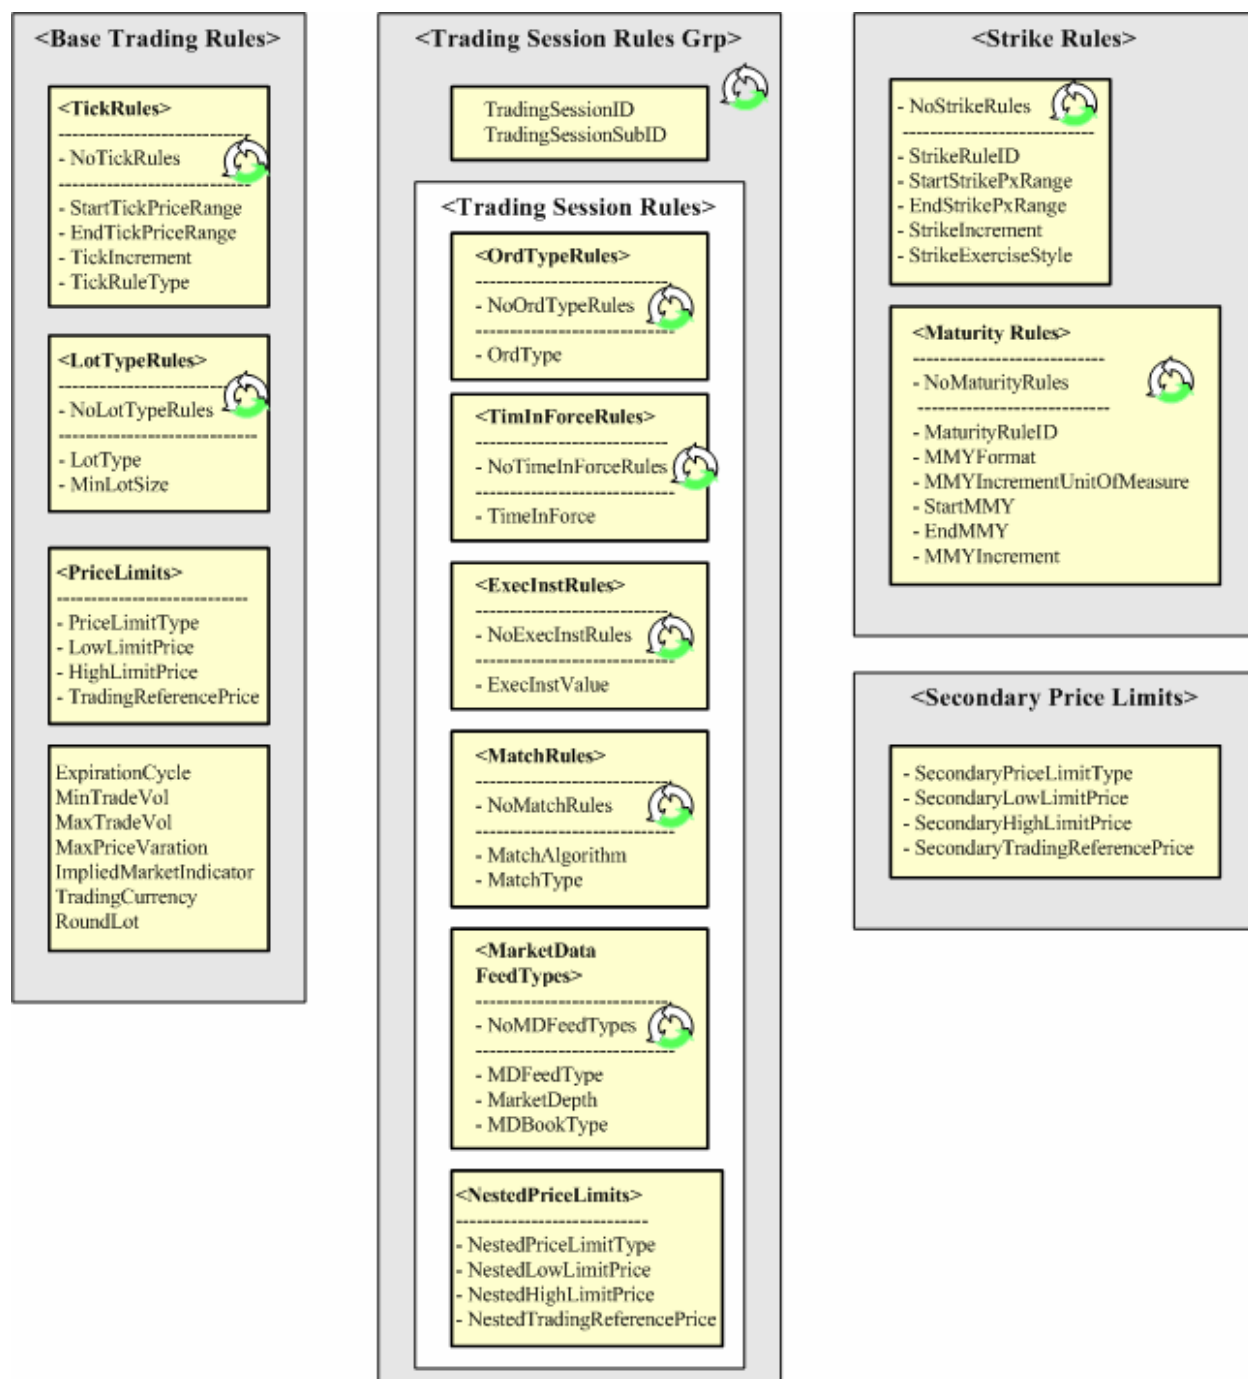 <Base Trading Rules>
<TickRules>
----------------------------
- NoTickRules
----------------------------
- StartTickPriceRange
- EndTickPriceRange
- TickIncrement
- TickRuleType
<LotTypeRules>
----------------------------
- NoLotTypeRules
----------------------------
- LotType
- MinLotSize
<PriceLimits>
----------------------------
- PriceLimitType
- LowLimitPrice
- HighLimitPrice
- TradingReferencePrice
ExpirationCycle
MinTradeVol
MaxTradeVol
MaxPriceVaration
ImpliedMarketIndicator
TradingCurrency
RoundLot
<Trading Session Rules Grp>
TradingSessionID
TradingSessionSubID
<Trading Session Rules>
<OrdTypeRules>
----------------------------
- NoOrdTypeRules
----------------------------
- OrdType
<TimInForceRules>
----------------------------
- NoTimeInForceRules
----------------------------
- TimeInForce
<ExecInstRules>
----------------------------
- NoExecInstRules
----------------------------
- ExecInstValue
<MatchRules>
----------------------------
- NoMatchRules
----------------------------
- MatchAlgorithm
- MatchType
<MarketData
FeedTypes>
----------------------------
- NoMDFeedTypes
----------------------------
- MDFeedType
- MarketDepth
- MDBookType
<NestedPriceLimits>
----------------------------
- NestedPriceLimitType
- NestedLowLimitPrice
- NestedHighLimitPrice
- NestedTradingReferencePrice
<Strike Rules>
- NoStrikeRules
----------------------------
- StrikeRuleID
- StartStrikePxRange
- EndStrikePxRange
- StrikeIncrement
- StrikeExerciseStyle
<Maturity Rules>
----------------------------
- NoMaturityRules
----------------------------
- MaturityRuleID
- MMYFormat
- MMYIncrementUnitOfMeasure
- StartMMY
- EndMMY
- MMYIncrement
<Secondary Price Limits>
- SecondaryPriceLimitType
- SecondaryLowLimitPrice
- SecondaryHighLimitPrice
- SecondaryTradingReferencePrice